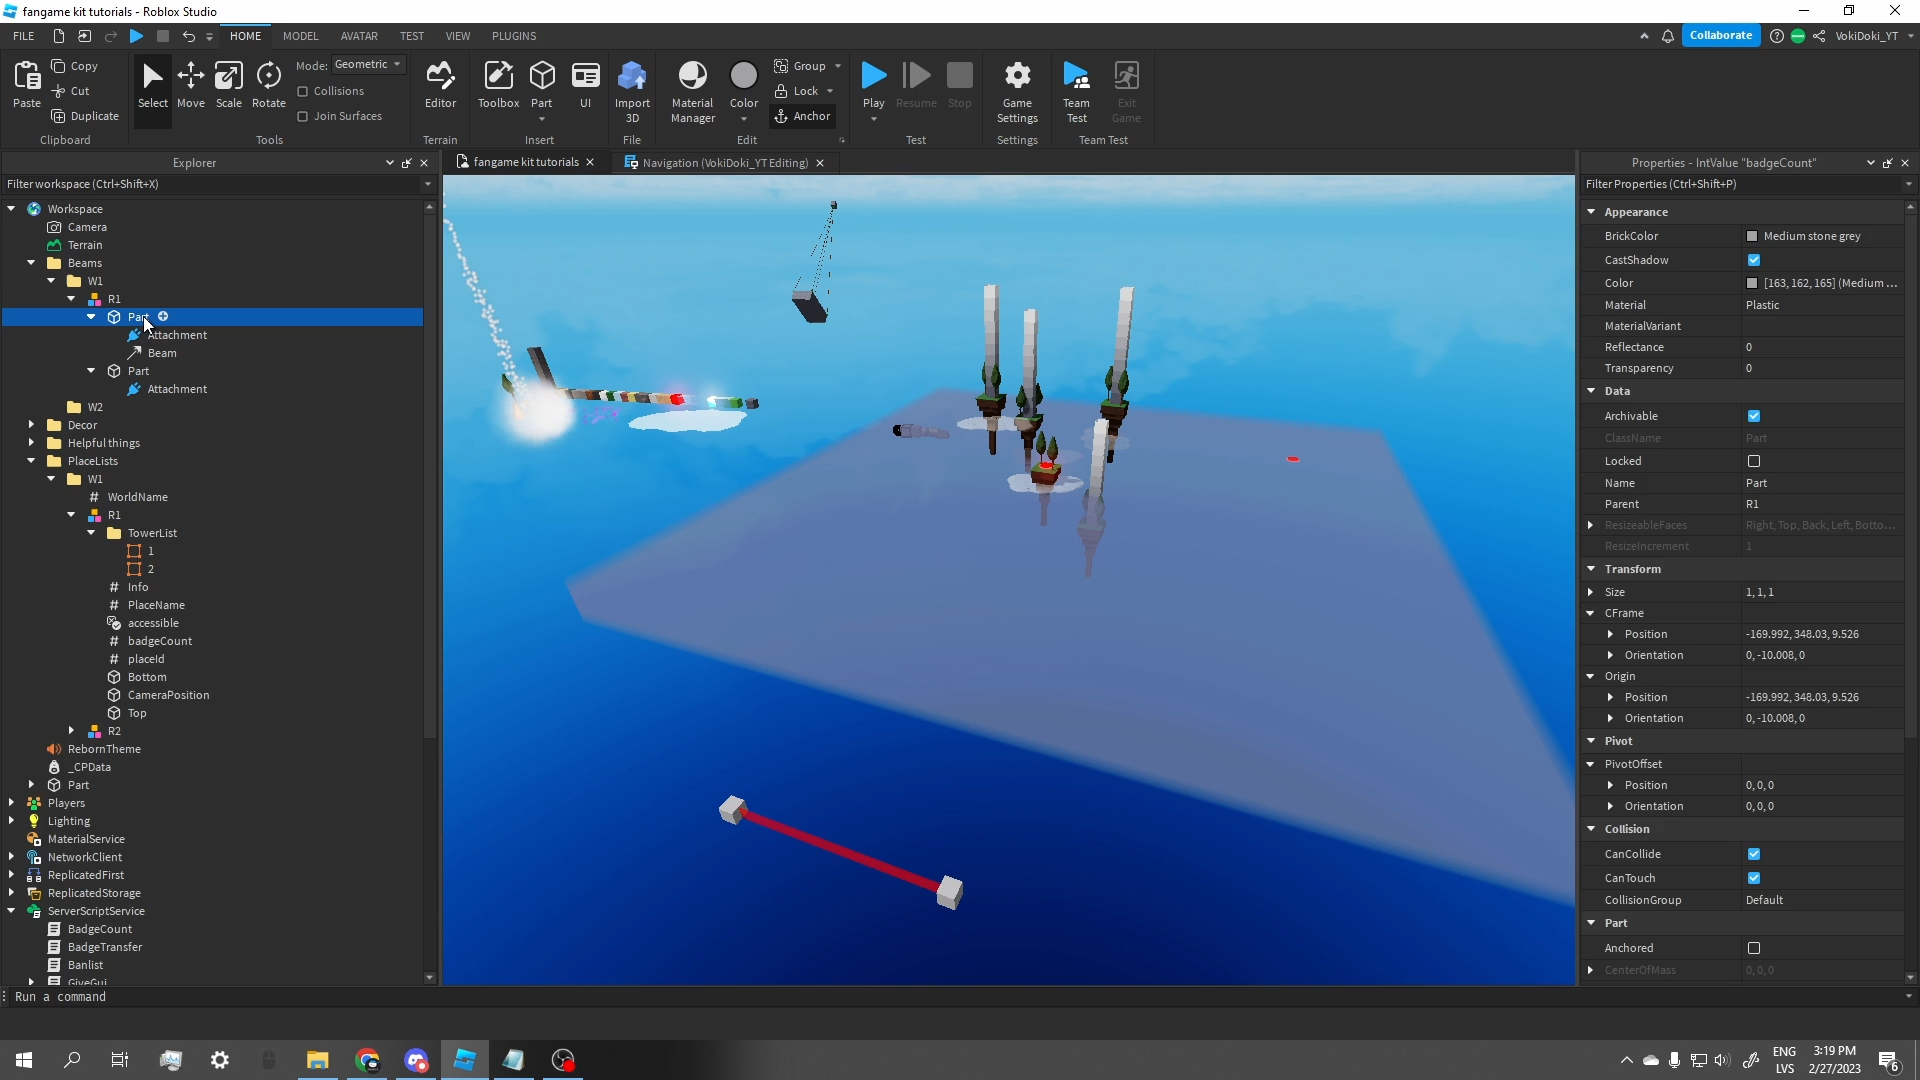 fangame kit tutorials - Roblox Studio
FILE
HOME
MODEL
AVATAR
TEST
VIEW
PLUGINS
Collaborate
VokiDoki_YT
Paste
Copy
Cut
Duplicate
Clipboard
Select
Move
Scale
Rotate
Mode: Geometric
Collisions
Join Surfaces
Tools
Editor
Terrain
Toolbox
Part
UI
Insert
Import 3D
File
Material Manager
Color
Group
Lock
Anchor
Edit
Play
Resume
Stop
Test
Game Settings
Settings
Team Test
Exit Game
Team Test
Explorer
Filter workspace (Ctrl+Shift+X)
Workspace
Camera
Terrain
Beams
W1
R1
Part
Attachment
Beam
Part
Attachment
W2
Decor
Helpful things
PlaceLists
W1
WorldName
R1
TowerList
1
2
Info
PlaceName
accessible
badgeCount
placeId
Bottom
CameraPosition
Top
R2
RebornTheme
_CPData
Part
Players
Lighting
MaterialService
NetworkClient
ReplicatedFirst
ReplicatedStorage
ServerScriptService
BadgeCount
BadgeTransfer
Banlist
GiveGui
fangame kit tutorials
Navigation (VokiDoki_YT Editing)
Properties - IntValue "badgeCount"
Filter Properties (Ctrl+Shift+P)
Appearance
BrickColor Medium stone grey
CastShadow
Color [163, 162, 165] (Medium ...
Material Plastic
MaterialVariant
Reflectance 0
Transparency 0
Data
Archivable
ClassName Part
Locked
Name Part
Parent R1
ResizeableFaces Right, Top, Back, Left, Botto...
ResizeIncrement 1
Transform
Size 1, 1, 1
CFrame
Position -169.992, 348.03, 9.526
Orientation 0, -10.008, 0
Origin
Position -169.992, 348.03, 9.526
Orientation 0, -10.008, 0
Pivot
PivotOffset
Position 0, 0, 0
Orientation 0, 0, 0
Collision
CanCollide
CanTouch
CollisionGroup Default
Part
Anchored
CenterOfMass 0, 0, 0
Run a command
ENG
LVS
3:19 PM
2/27/2023
6